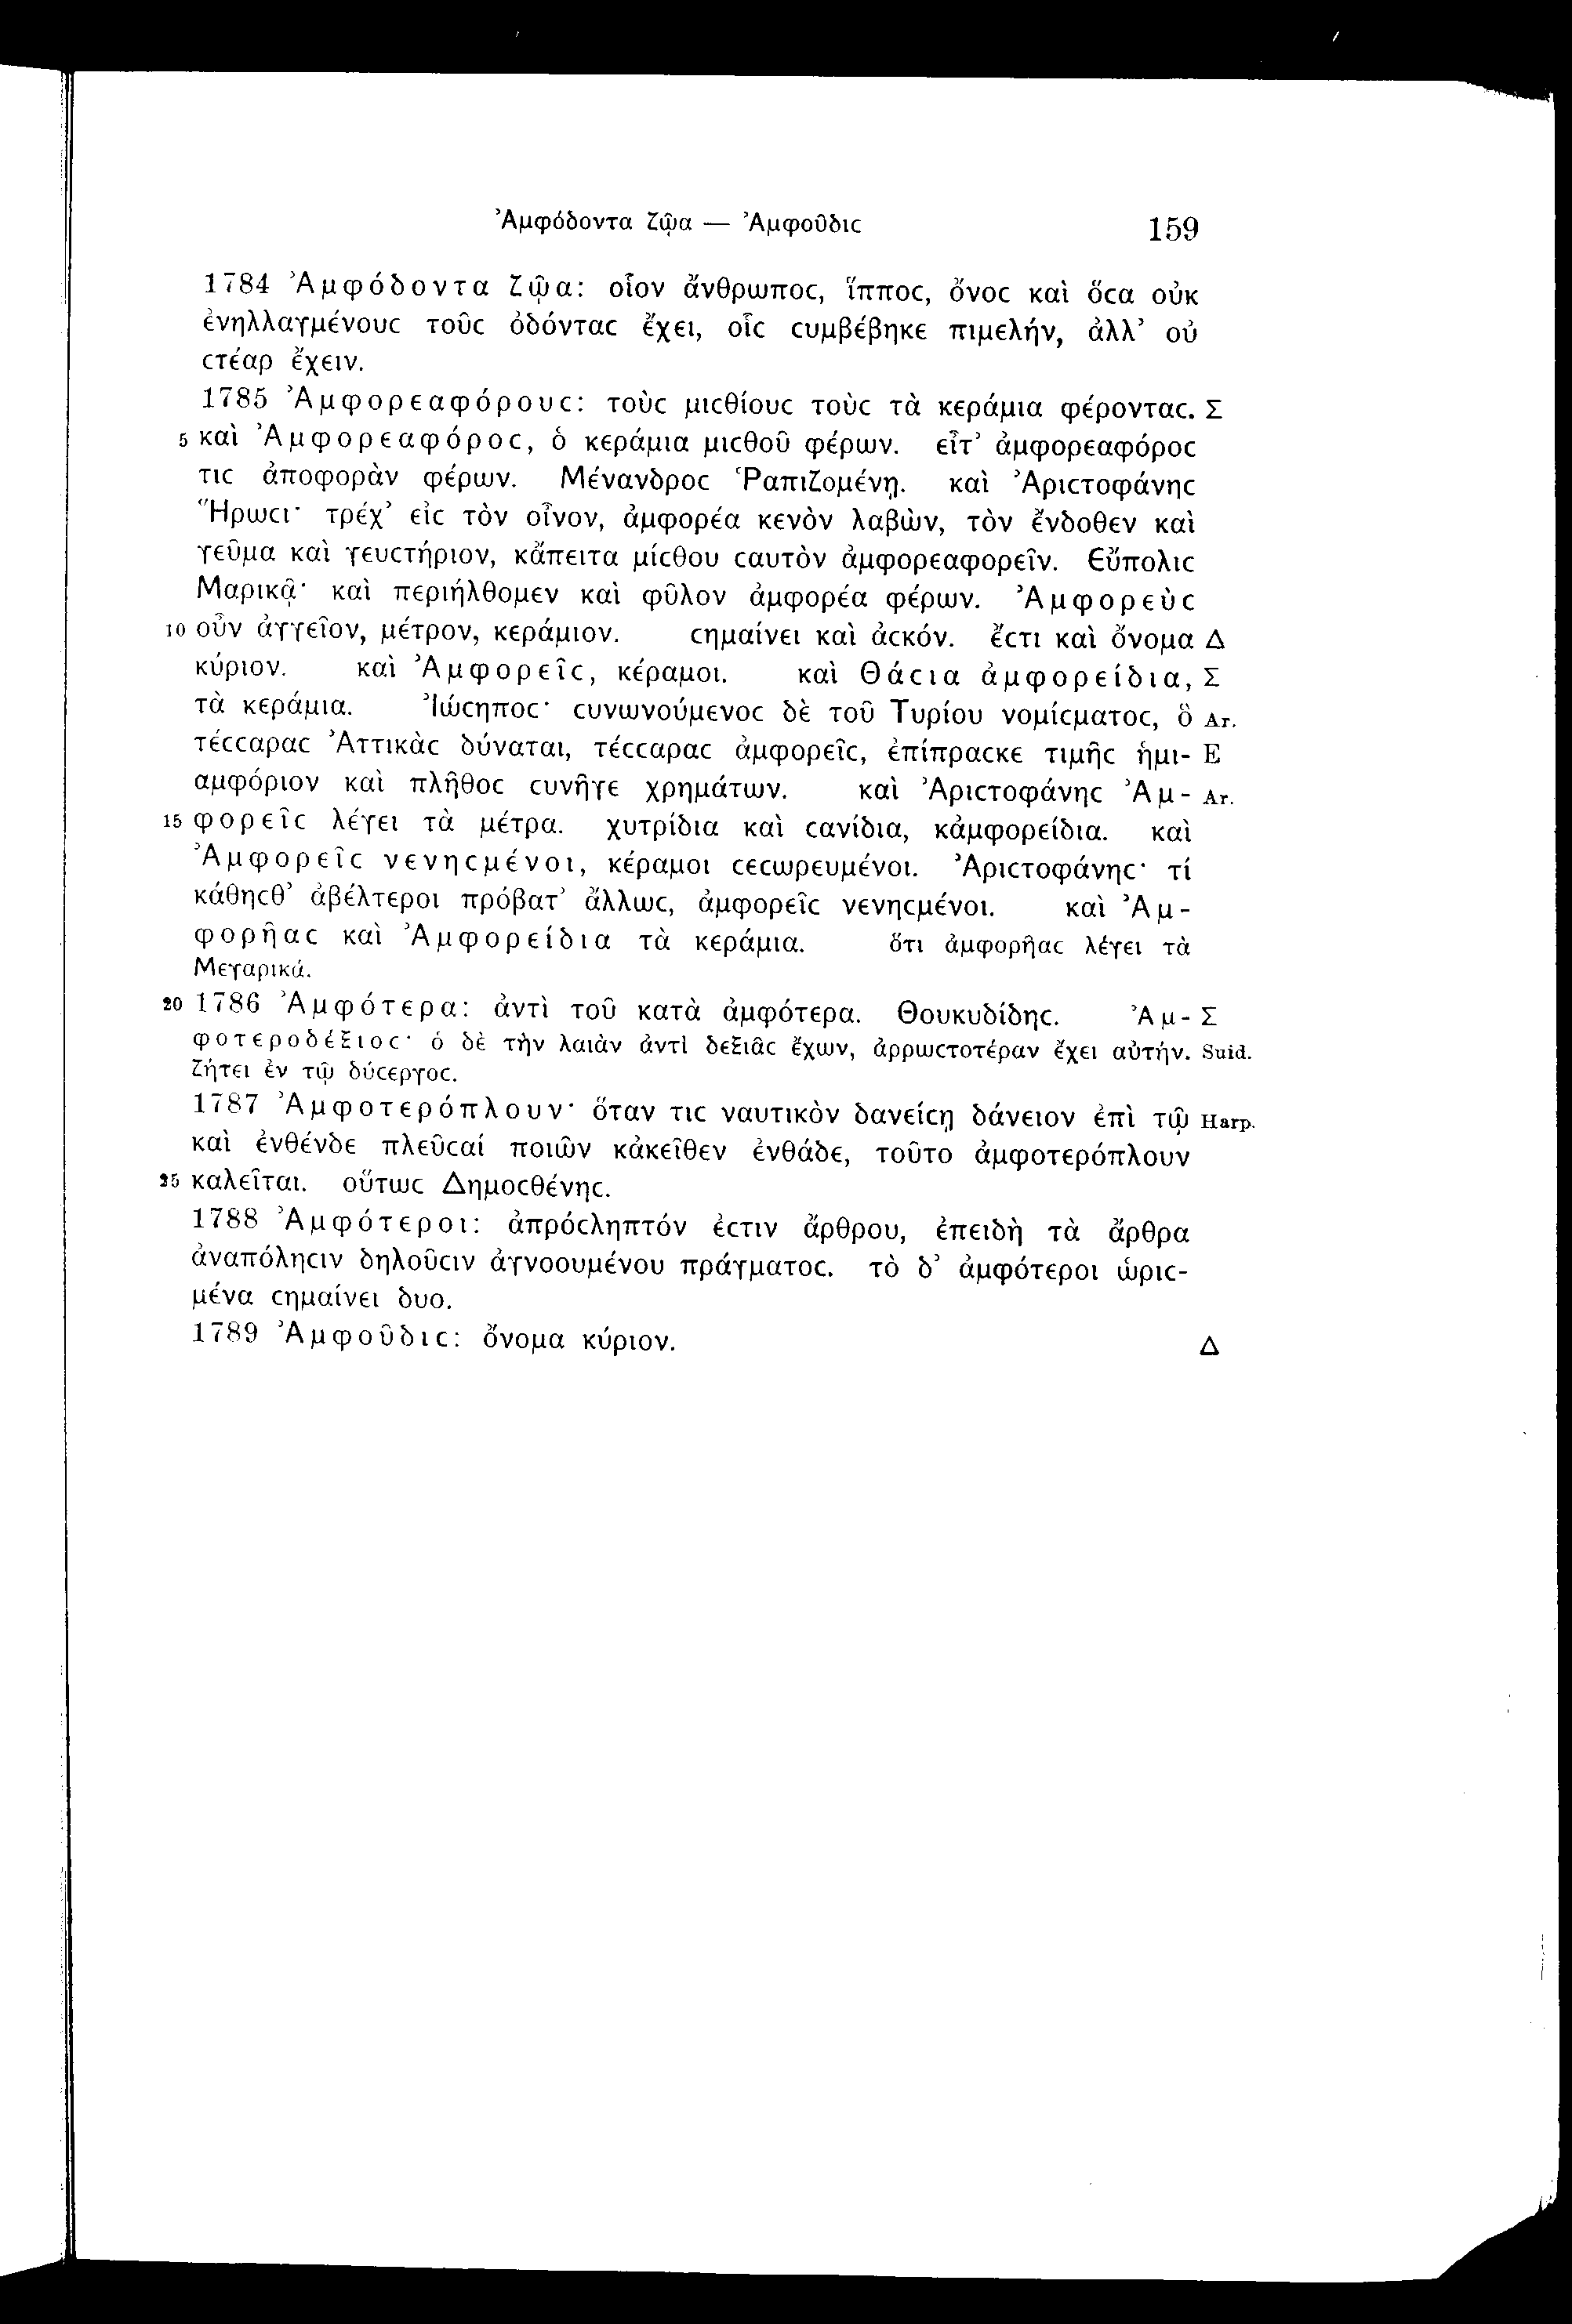 Ἀμφόδοντα ζῷα — Ἀμφοῦδιϲ 159
1784 Ἀμφόδοντα ζῷα: οἷον ἄνθρωποϲ, ἵπποϲ, ὄνοϲ καὶ ὅϲα οὐκ
ἐνηλλαγμένουϲ τοῦϲ ὀδόνταϲ ἔχει, οἷϲ ϲυμβέβηκε πιμελήν, ἀλλ’ οὐ
ϲτέαρ ἔχειν.
1785 Ἀμφορεαφόρουϲ: τοὺϲ μιϲθίουϲ τοὺϲ τὰ κεράμια φέρονταϲ. Σ
5 καὶ Ἀμφορεαφόροϲ, ὁ κεράμια μιϲθοῦ φέρων. εἶτ’ ἀμφορεαφόροϲ
τιϲ ἀποφορὰν φέρων. Μένανδροϲ Ῥαπιζομένῃ. καὶ Ἀριϲτοφάνηϲ
Ἥρωϲι· τρέχ’ εἰϲ τὸν οἶνον, ἀμφορέα κενὸν λαβὼν, τὸν ἔνδοθεν καὶ
γεῦμα καὶ γευϲτήριον, κἄπειτα μίϲθου ϲαυτὸν ἀμφορεαφορεῖν. Εὔπολιϲ
Μαρικᾷ· καὶ περιήλθομεν καὶ φῦλον ἀμφορέα φέρων. Ἀμφορεὺϲ
10 οὖν ἀγγεῖον, μέτρον, κεράμιον. ϲημαίνει καὶ ἀϲκόν. ἔϲτι καὶ ὄνομα Δ
κύριον. καὶ Ἀμφορεῖϲ, κέραμοι. καὶ Θάϲια ἀμφορείδια, Σ
τὰ κεράμια. Ἰώϲηποϲ· ϲυνωνούμενοϲ δὲ τοῦ Τυρίου νομίϲματοϲ, ὃ Ar.
τέϲϲαραϲ Ἀττικὰϲ δύναται, τέϲϲαραϲ ἀμφορεῖϲ, ἐπίπραϲκε τιμῆϲ ἡμι- E
αμφόριον καὶ πλῆθοϲ ϲυνῆγε χρημάτων. καὶ Ἀριϲτοφάνηϲ Ἀμ- Ar.
15 φορεῖϲ λέγει τὰ μέτρα. χυτρίδια καὶ ϲανίδια, κἀμφορείδια. καὶ
Ἀμφορεῖϲ νενηϲμένοι, κέραμοι ϲεϲωρευμένοι. Ἀριϲτοφάνηϲ· τί
κάθηϲθ’ ἀβέλτεροι πρόβατ’ ἄλλωϲ, ἀμφορεῖϲ νενηϲμένοι. καὶ Ἀμ-
φορῆαϲ καὶ Ἀμφορείδια τὰ κεράμια. ὅτι ἀμφορῆαϲ λέγει τὰ
Μεγαρικά.
20 1786 Ἀμφότερα: ἀντὶ τοῦ κατὰ ἀμφότερα. Θουκυδίδηϲ. Ἀμ- Σ
φοτεροδέξιοϲ· ὁ δὲ τὴν λαιὰν ἀντὶ δεξιᾶϲ ἔχων, ἀρρωϲτοτέραν ἔχει αὐτήν. Suid.
ζήτει ἐν τῷ δύϲεργοϲ.
1787 Ἀμφοτερόπλουν· ὅταν τιϲ ναυτικὸν δανείϲῃ δάνειον ἐπὶ τῷ Harp.
καὶ ἐνθένδε πλεῦϲαί ποιῶν κἀκεῖθεν ἐνθάδε, τοῦτο ἀμφοτερόπλουν
25 καλεῖται. οὕτωϲ Δημοϲθένηϲ.
1788 Ἀμφότεροι: ἀπρόϲληπτόν ἐϲτιν ἄρθρου, ἐπειδὴ τὰ ἄρθρα
ἀναπόληϲιν δηλοῦϲιν ἀγνοουμένου πράγματοϲ. τὸ δ’ ἀμφότεροι ὡριϲ-
μένα ϲημαίνει δυο.
1789 Ἀμφοῦδιϲ: ὄνομα κύριον. Δ